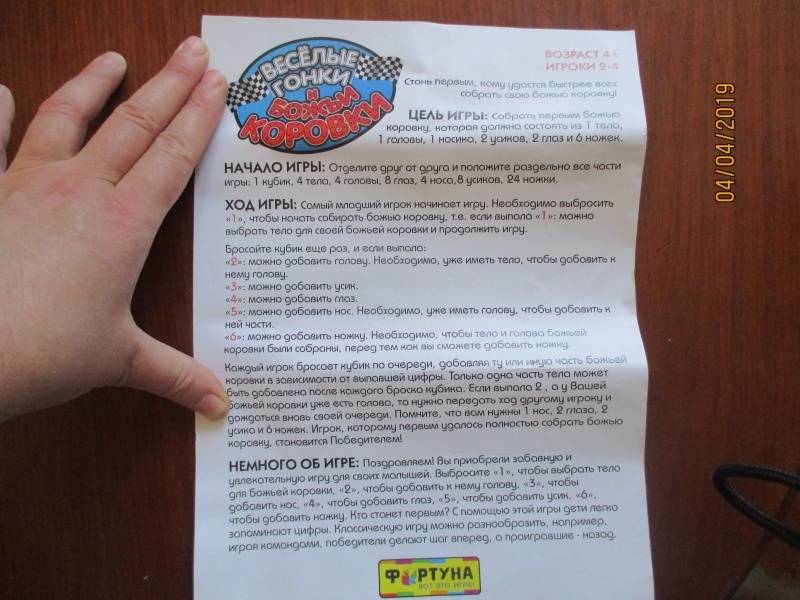 ВЕСЁЛЫЕ
ГОНКИ
И
БОЖЬИ
КОРОВКИ
ВОЗРАСТ 4+
ИГРОКИ 2-4
Стань первым, кому удастся быстрее всех
собрать свою божью коровку!
ЦЕЛЬ ИГРЫ: Собрать первым божью
коровку, которая должна состоять из 1 тела,
1 головы, 1 носика, 2 усиков, 2 глаз и 6 ножек.
НАЧАЛО ИГРЫ: Отделите друг от друга и положите раздельно все части
игры: 1 кубик, 4 тела, 4 головы, 8 глаз, 4 носа,8 усиков, 24 ножки.
ХОД ИГРЫ: Самый младший игрок начинает игру. Необходимо выбросить
«1», чтобы начать собирать божью коровку, т.е. если выпала «1»: можно
выбрать тело для своей божьей коровки и продолжить игру.
Бросайте кубик еще раз, и если выпала:
«2»: можно добавить голову. Необходимо, уже иметь тело, чтобы добавить к
нему голову.
«3»: можно добавить усик.
«4»: можно добавить глаз.
«5»: можно добавить нос. Необходимо, уже иметь голову, чтобы добавить к
ней части.
«6»: можно добавить ножку. Необходимо, чтобы тело и голова божьей
коровки были собраны, перед тем как вы сможете добавить ножку.
Каждый игрок бросает кубик по очереди, добавляя ту или иную часть божьей
коровки в зависимости от выпавшей цифры. Только одна часть тела может
быть добавлена после каждого броска кубика. Если выпала 2 , а у Вашей
божьей коровки уже есть голова, то нужно передать ход другому игроку и
дождаться вновь своей очереди. Помните, что вам нужны 1 нос, 2 глаза, 2
усика и 6 ножек. Игрок, которому первым удалось полностью собрать божью
коровку, становится Победителем!
НЕМНОГО ОБ ИГРЕ: Поздравляем! Вы приобрели забавную и
увлекательную игру для своих малышей. Выбросите «1», чтобы выбрать тело
для божьей коровки, «2», чтобы добавить к нему голову, «3», чтобы
добавить нос, «4», чтобы добавить глаз, «5», чтобы добавить усик, «6»,
чтобы добавить ножку. Кто станет первым? С помощью этой игры дети легко
запоминают цифры. Классическую игру можно разнообразить, например,
играя командами, победители делают шаг вперед, а проигравшие - назад.
ФОРТУНА
ВОТ ЭТО ИГРЫ!
04/04/2019